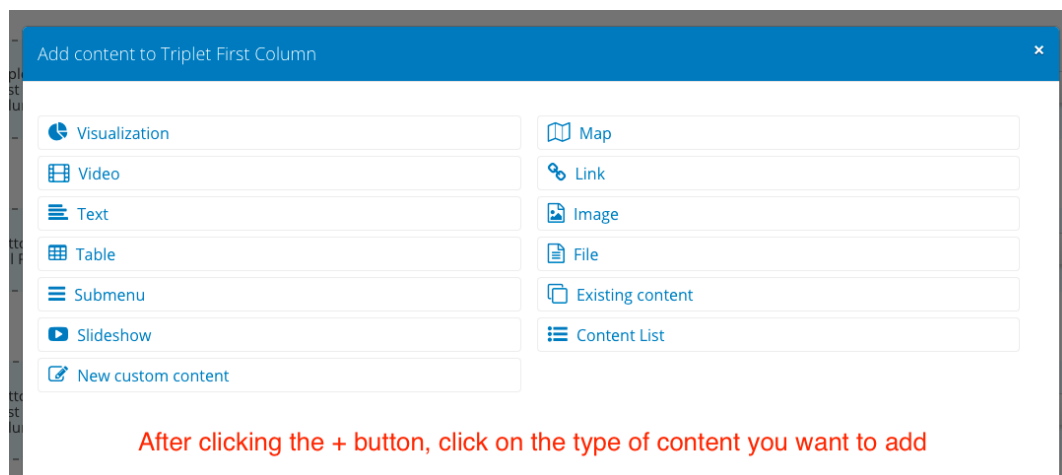 Add content to Triplet First Column
×
Visualization
Map
Video
Link
Text
Image
Table
File
Submenu
Existing content
Slideshow
Content List
New custom content
After clicking the + button, click on the type of content you want to add